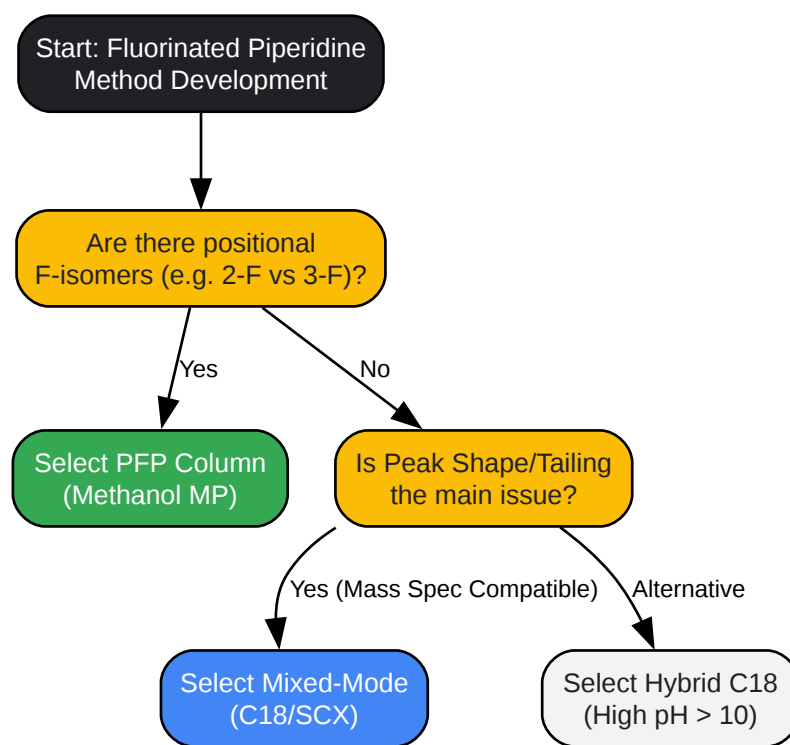 Start: Fluorinated Piperidine
Method Development
Are there positional
F-isomers (e.g. 2-F vs 3-F)?
Yes
No
Select PFP Column
(Methanol MP)
Is Peak Shape/Tailing
the main issue?
Yes (Mass Spec Compatible)
Alternative
Select Mixed-Mode
(C18/SCX)
Select Hybrid C18
(High pH > 10)